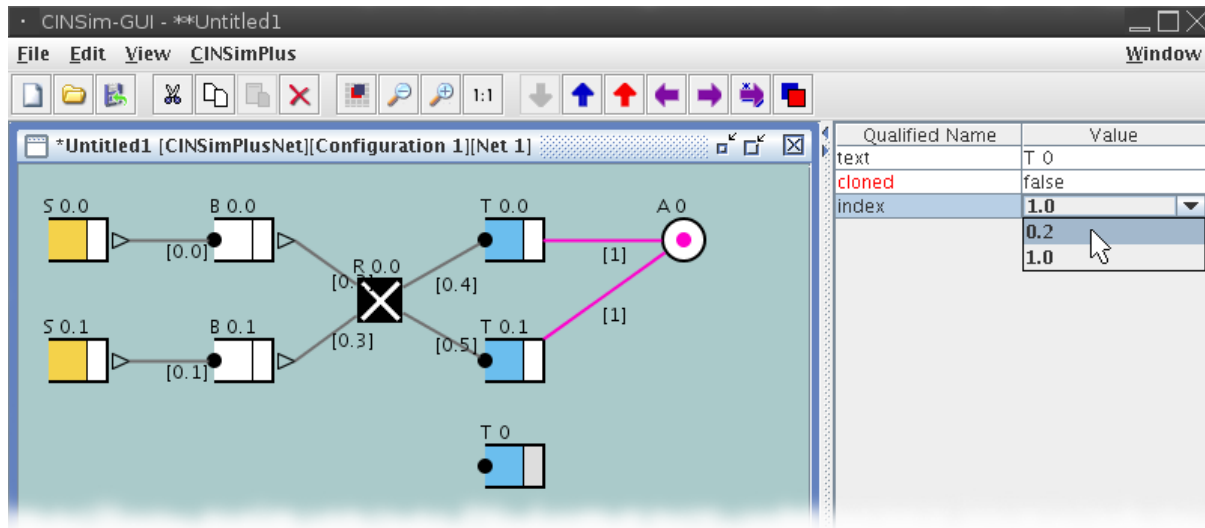 CINSim-GUI - **Untitled1
File Edit View CINSimPlus Window
1:1
*Untitled1 [CINSimPlusNet][Configuration 1][Net 1]
Qualified Name Value
text T 0
cloned false
index 1.0
0.2
1.0
S 0.0 B 0.0 T 0.0 A 0
[0.0] [1]
R 0.0
[0.4]
S 0.1 B 0.1 T 0.1 [1]
[0.3] [0.5]
[0.1]
T 0